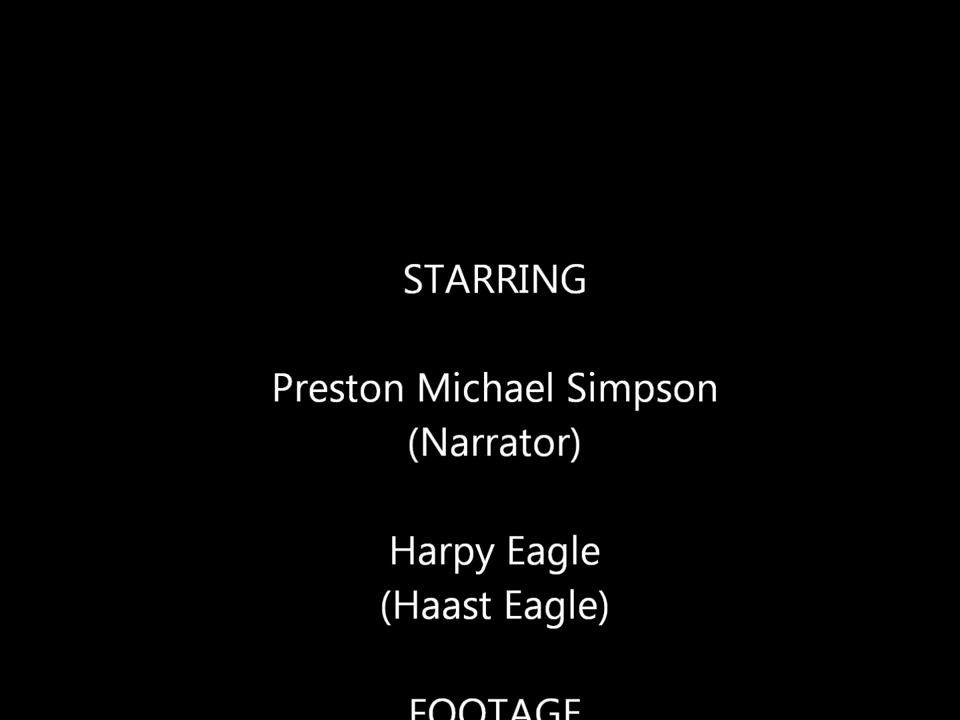 STARRING
Preston Michael Simpson
(Narrator)
Harpy Eagle
(Haast Eagle)
FOOTAGE